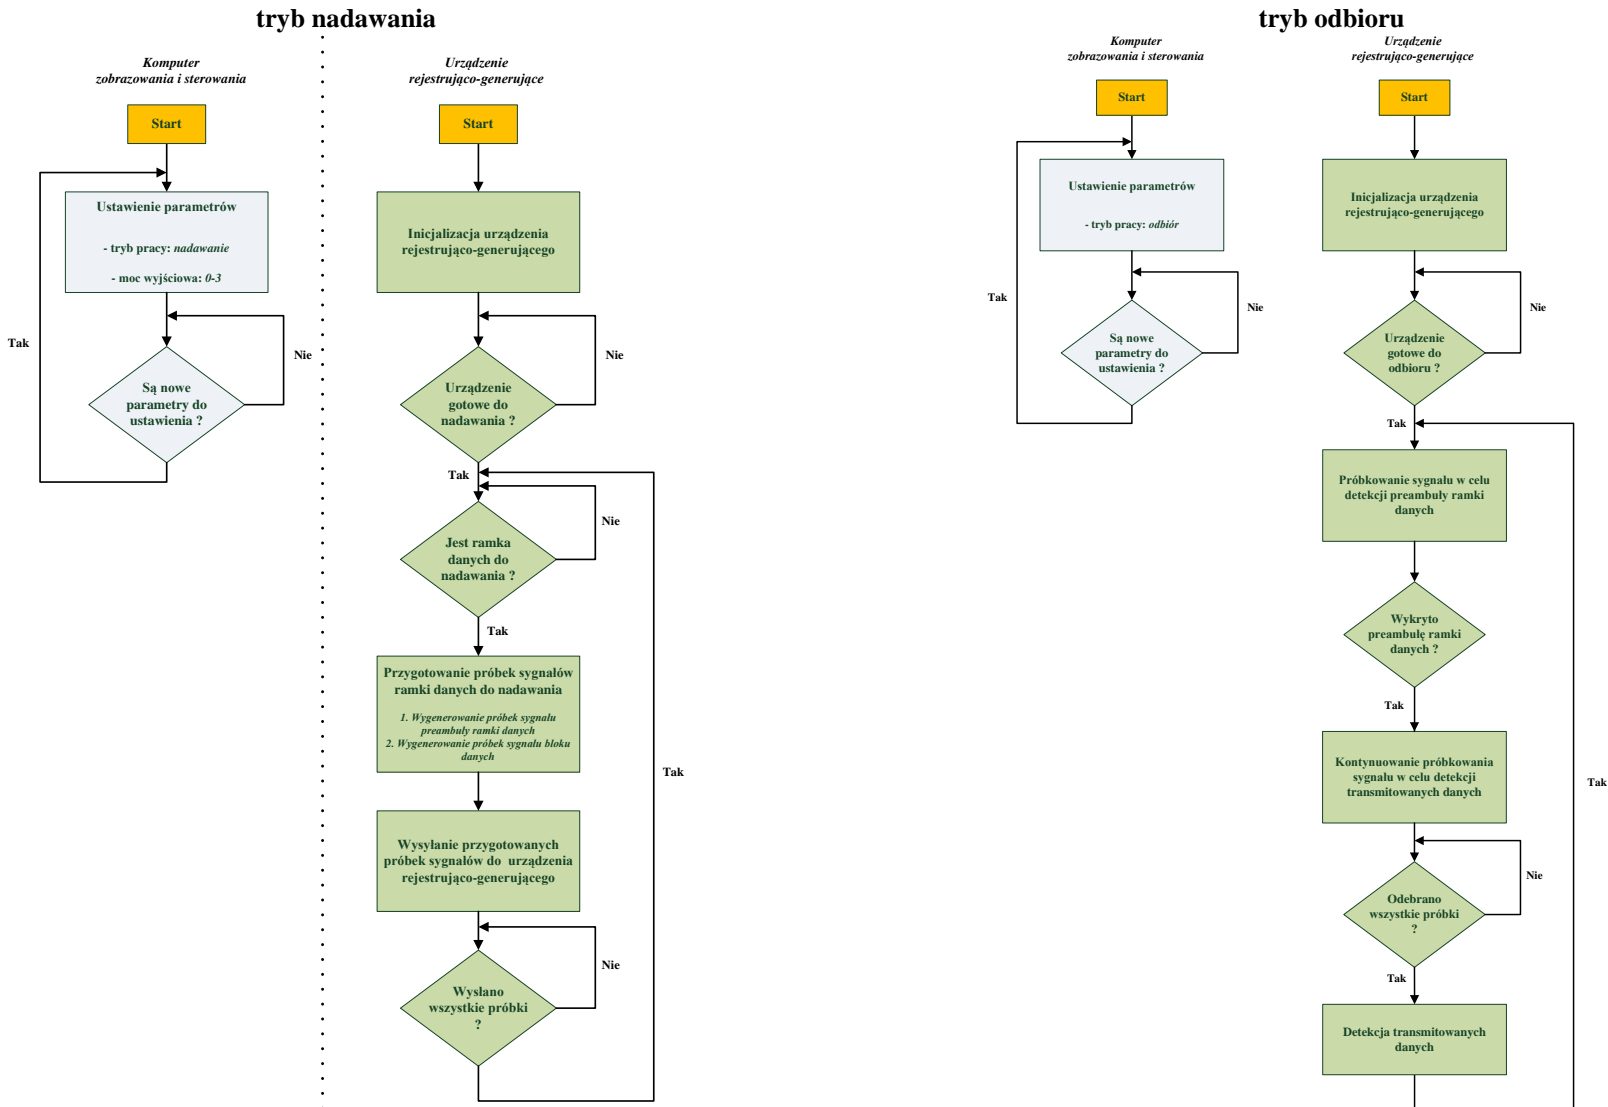 tryb nadawania
Komputer
zobrazowania i sterowania
Start
Ustawienie parametrów
- tryb pracy: nadawanie
- moc wyjściowa: 0-3
Tak
Nie
Są nowe
parametry do
ustawienia ?
Urządzenie
rejestrująco-generujące
Start
Inicjalizacja urządzenia
rejestrująco-generującego
Nie
Urządzenie
gotowe do
nadawania ?
Tak
Nie
Jest ramka
danych do
nadawania ?
Tak
Przygotowanie próbek sygnałów
ramki danych do nadawania
1. Wygenerowanie próbek sygnału
preambuły ramki danych
2. Wygenerowanie próbek sygnału bloku
danych
Tak
Wysyłanie przygotowanych
próbek sygnałów do urządzenia
rejestrująco-generującego
Nie
Wysłano
wszystkie próbki
?
tryb odbioru
Komputer
zobrazowania i sterowania
Start
Ustawienie parametrów
- tryb pracy: odbiór
Tak
Nie
Są nowe
parametry do
ustawienia ?
Urządzenie
rejestrująco-generujące
Start
Inicjalizacja urządzenia
rejestrująco-generującego
Nie
Urządzenie
gotowe do
odbioru ?
Tak
Próbkowanie sygnału w celu
detekcji preambuły ramki
danych
Wykryto
preambułę ramki
danych ?
Tak
Kontynuowanie próbkowania
sygnału w celu detekcji
transmitowanych danych
Tak
Nie
Odebrano
wszystkie próbki
?
Tak
Detekcja transmitowanych
danych